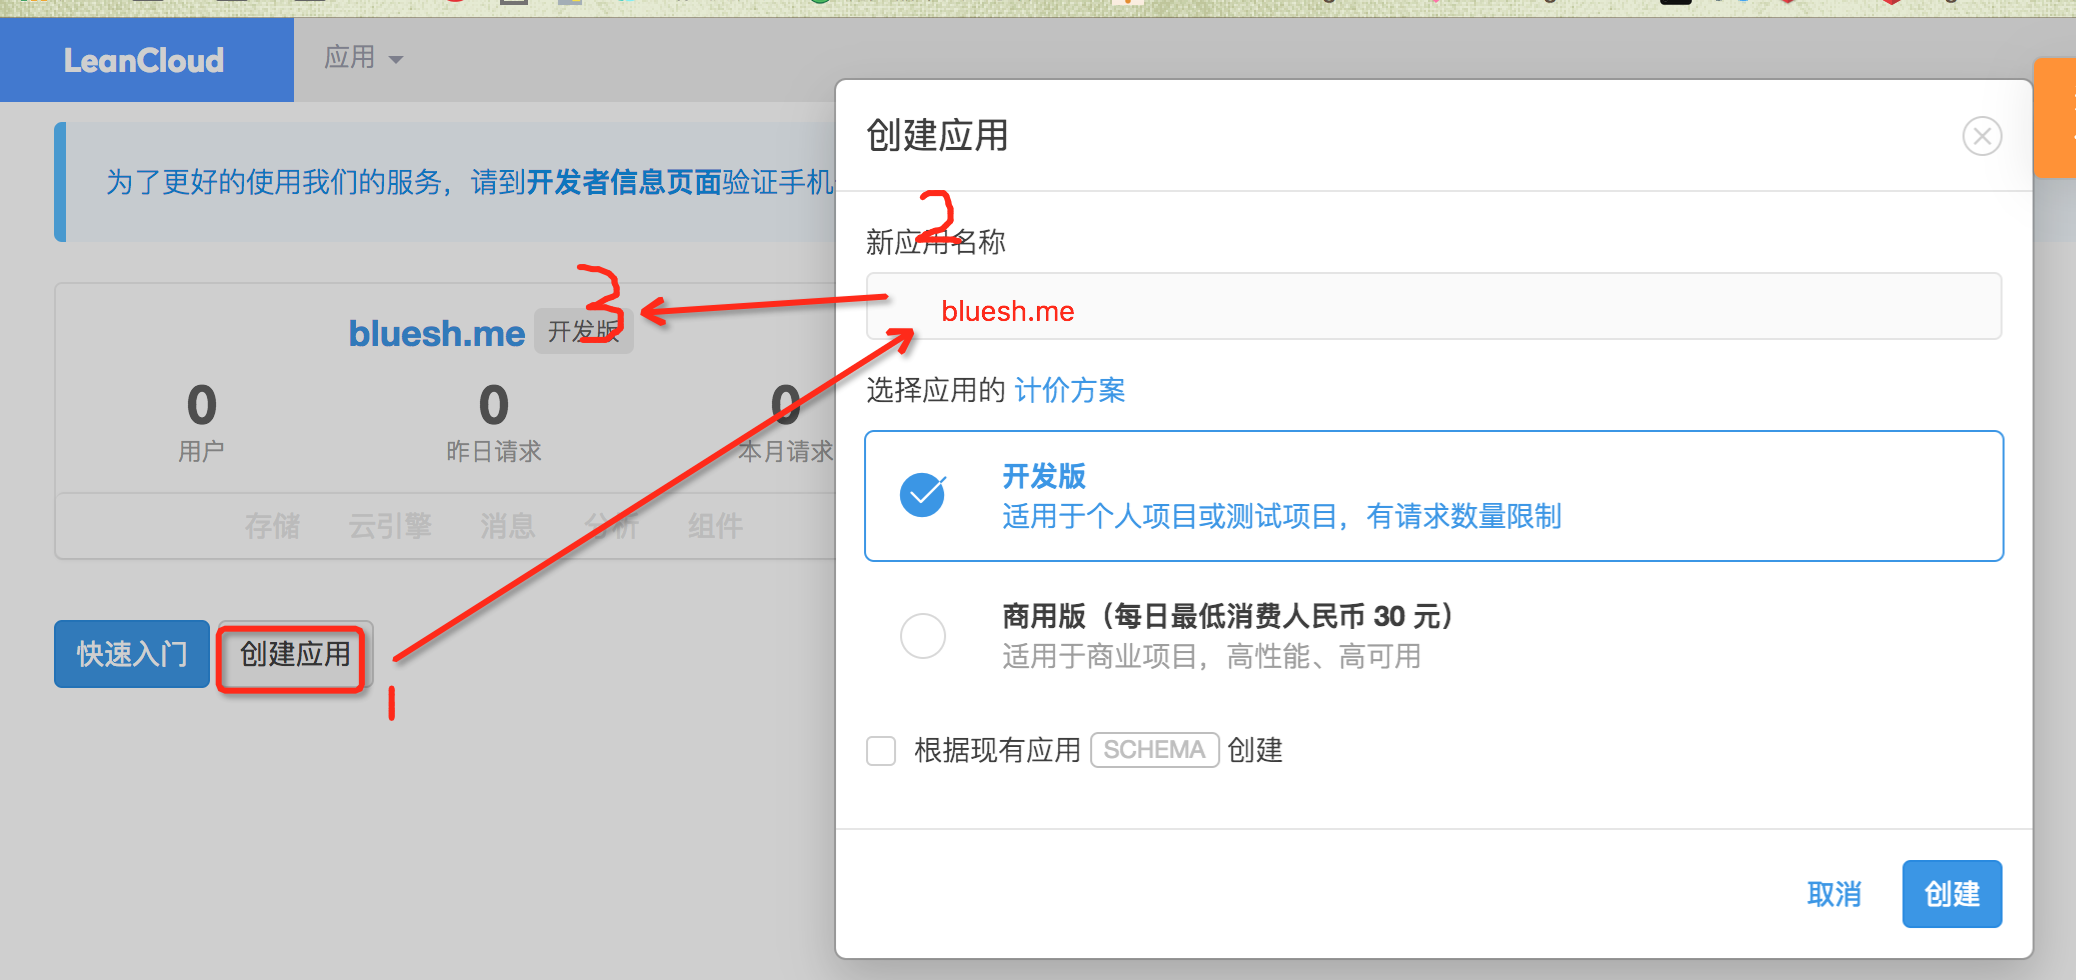 LeanCloud
应用
为了更好的使用我们的服务，请到开发者信息页面验证手机
bluesh.me 开发版
3
0
用户
0
昨日请求
0
本月请求
存储 云引擎 消息 分析 组件
快速入门 创建应用
1
创建应用
2
新应用名称
bluesh.me
选择应用的 计价方案
开发版
适用于个人项目或测试项目，有请求数量限制
商用版（每日最低消费人民币 30 元）
适用于商业项目，高性能、高可用
根据现有应用 SCHEMA 创建
取消 创建